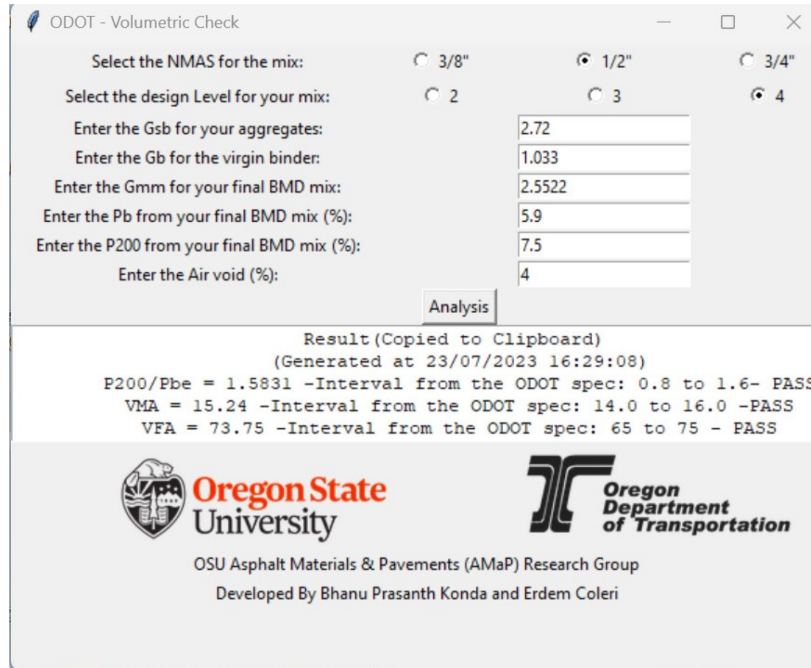 ODOT - Volumetric Check
Select the NMAS for the mix: 3/8" 1/2" 3/4"
Select the design Level for your mix: 2 3 4
Enter the Gsb for your aggregates: 2.72
Enter the Gb for the virgin binder: 1.033
Enter the Gmm for your final BMD mix: 2.5522
Enter the Pb from your final BMD mix (%): 5.9
Enter the P200 from your final BMD mix (%): 7.5
Enter the Air void (%): 4
Analysis
Result(Copied to Clipboard)
(Generated at 23/07/2023 16:29:08)
P200/Pbe = 1.5831 -Interval from the ODOT spec: 0.8 to 1.6- PASS
VMA = 15.24 -Interval from the ODOT spec: 14.0 to 16.0 -PASS
VFA = 73.75 -Interval from the ODOT spec: 65 to 75 - PASS
Oregon State
University
Oregon
Department
of Transportation
OSU Asphalt Materials & Pavements (AMaP) Research Group
Developed By Bhanu Prasanth Konda and Erdem Coleri